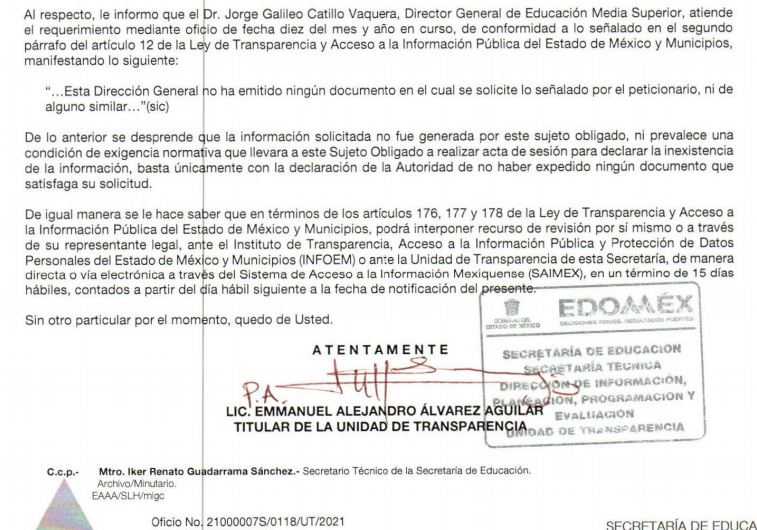 Al respecto, le informo que el Dr. Jorge Galileo Catillo Vaquera, Director General de Educación Media Superior, atiende
el requerimiento mediante oficio de fecha diez del mes y año en curso, de conformidad a lo señalado en el segundo
párrafo del artículo 12 de la Ley de Transparencia y Acceso a la Información Pública del Estado de México y Municipios,
manifestando lo siguiente:
“…Esta Dirección General no ha emitido ningún documento en el cual se solicite lo señalado por el peticionario, ni de
alguno similar…”(sic)
De lo anterior se desprende que la información solicitada no fue generada por este sujeto obligado, ni prevalece una
condición de exigencia normativa que llevara a este Sujeto Obligado a realizar acta de sesión para declarar la inexistencia
de la información, basta únicamente con la declaración de la Autoridad de no haber expedido ningún documento que
satisfaga su solicitud.
De igual manera se le hace saber que en términos de los artículos 176, 177 y 178 de la Ley de Transparencia y Acceso a
la Información Pública del Estado de México y Municipios, podrá interponer recurso de revisión por sí mismo o a través
de su representante legal, ante el Instituto de Transparencia, Acceso a la Información Pública y Protección de Datos
Personales del Estado de México y Municipios (INFOEM) o ante la Unidad de Transparencia de esta Secretaría, de manera
directa o vía electrónica a través del Sistema de Acceso a la Información Mexiquense (SAIMEX), en un término de 15 días
hábiles, contados a partir del día hábil siguiente a la fecha de notificación del presente.
Sin otro particular por el momento, quedo de Usted.
GOBIERNO DEL
ESTADO DE MÉXICO
EDOMÉX
DECISIONES FIRMES, RESULTADOS FUERTES
SECRETARÍA DE EDUCACIÓN
SECRETARÍA TÉCNICA
DIRECCIÓN DE INFORMACIÓN,
PLANEACIÓN, PROGRAMACIÓN Y
EVALUACIÓN
UNIDAD DE TRANSPARENCIA
ATENTAMENTE
P.A.
LIC. EMMANUEL ALEJANDRO ÁLVAREZ AGUILAR
TITULAR DE LA UNIDAD DE TRANSPARENCIA
C.c.p.- Mtro. Iker Renato Guadarrama Sánchez.- Secretario Técnico de la Secretaría de Educación.
Archivo/Minutario.
EAAA/SLH/migc
Oficio No. 21000007S/0118/UT/2021
SECRETARÍA DE EDUCA